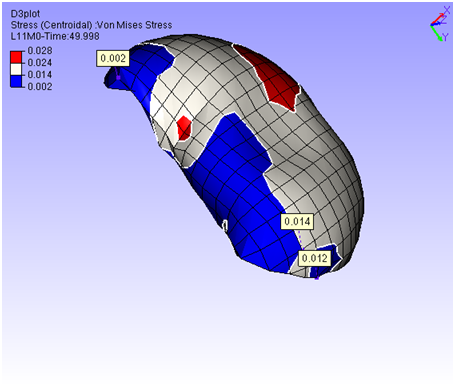 D3plot
Stress (Centroidal) :Von Mises Stress
L11M0-Time:49.998
0.028
0.024
0.014
0.002
0.002
0.014
0.012
X
Y